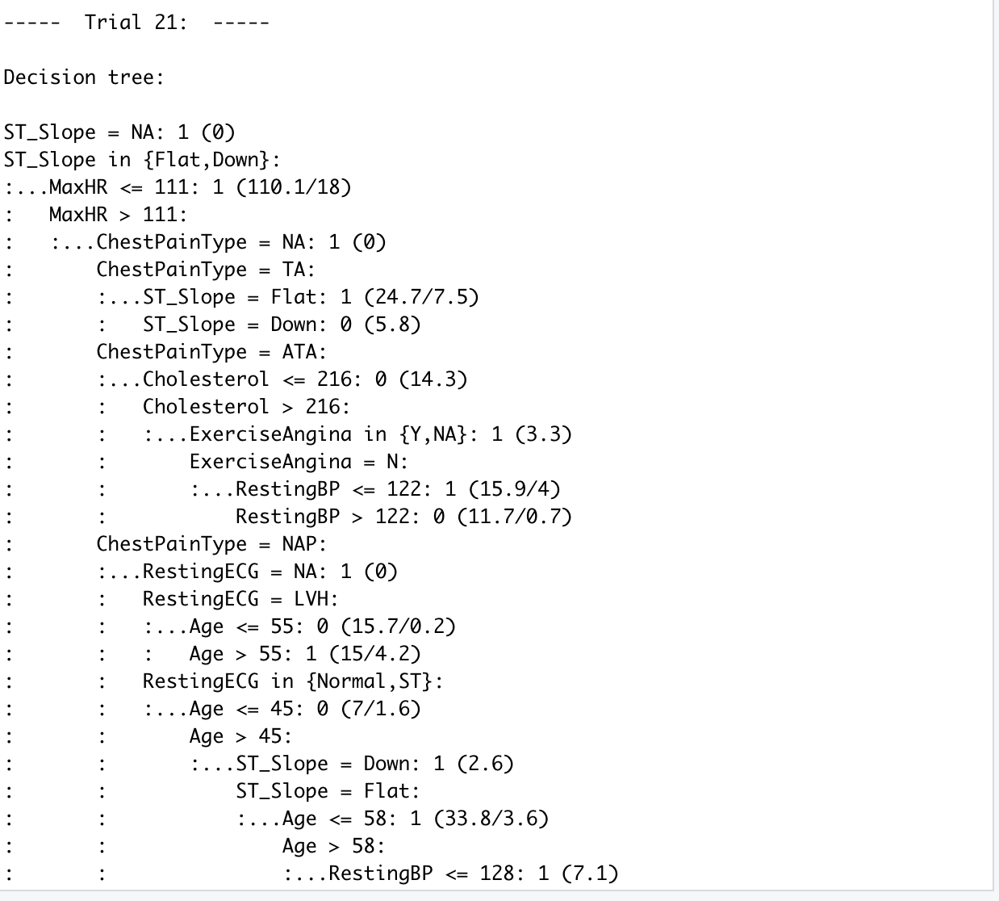 -----  Trial 21:  -----
Decision tree:
ST_Slope = NA: 1 (0)
ST_Slope in {Flat,Down}:
:...MaxHR <= 111: 1 (110.1/18)
:   MaxHR > 111:
:   :...ChestPainType = NA: 1 (0)
:       ChestPainType = TA:
:       :...ST_Slope = Flat: 1 (24.7/7.5)
:       :   ST_Slope = Down: 0 (5.8)
:       ChestPainType = ATA:
:       :...Cholesterol <= 216: 0 (14.3)
:       :   Cholesterol > 216:
:       :   :...ExerciseAngina in {Y,NA}: 1 (3.3)
:       :       ExerciseAngina = N:
:       :       :...RestingBP <= 122: 1 (15.9/4)
:       :           RestingBP > 122: 0 (11.7/0.7)
:       ChestPainType = NAP:
:       :...RestingECG = NA: 1 (0)
:       :   RestingECG = LVH:
:       :   :...Age <= 55: 0 (15.7/0.2)
:       :   :   Age > 55: 1 (15/4.2)
:       :   RestingECG in {Normal,ST}:
:       :   :...Age <= 45: 0 (7/1.6)
:       :       Age > 45:
:       :       :...ST_Slope = Down: 1 (2.6)
:       :           ST_Slope = Flat:
:       :           :...Age <= 58: 1 (33.8/3.6)
:       :               Age > 58:
:       :               :...RestingBP <= 128: 1 (7.1)